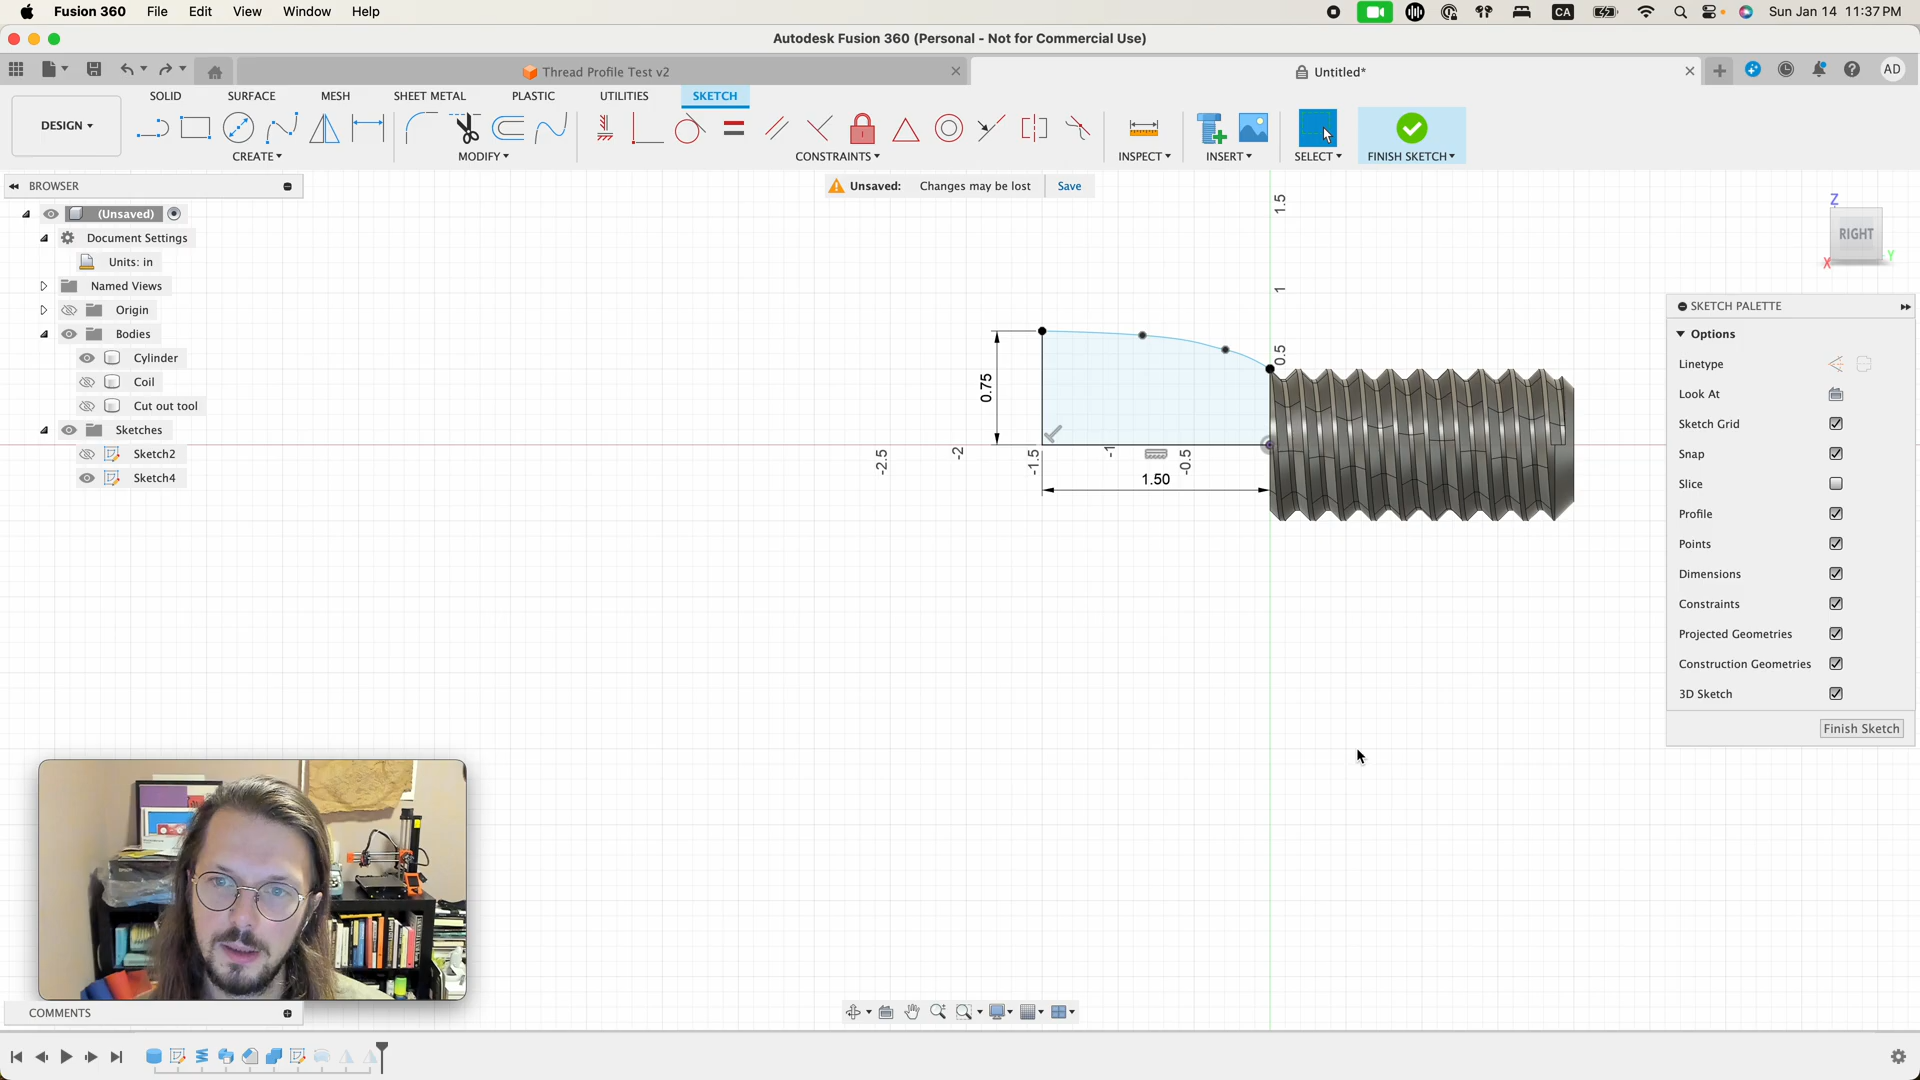 Fusion 360 File Edit View Window Help
CA
Sun Jan 14 11:37 PM
Autodesk Fusion 360 (Personal - Not for Commercial Use)
Thread Profile Test v2
Untitled*
AD
SOLID SURFACE MESH SHEET METAL PLASTIC UTILITIES SKETCH
DESIGN
CREATE MODIFY CONSTRAINTS INSPECT INSERT SELECT FINISH SKETCH
BROWSER
Unsaved: Changes may be lost Save
(Unsaved)
Document Settings
Units: in
Named Views
Origin
Bodies
Cylinder
Coil
Cut out tool
Sketches
Sketch2
Sketch4
1.5
1
0.5
0.75
-2.5
-2
-1.5
-1
-0.5
1.50
Z
RIGHT
X
Y
SKETCH PALETTE
Options
Linetype
Look At
Sketch Grid
Snap
Slice
Profile
Points
Dimensions
Constraints
Projected Geometries
Construction Geometries
3D Sketch
Finish Sketch
COMMENTS